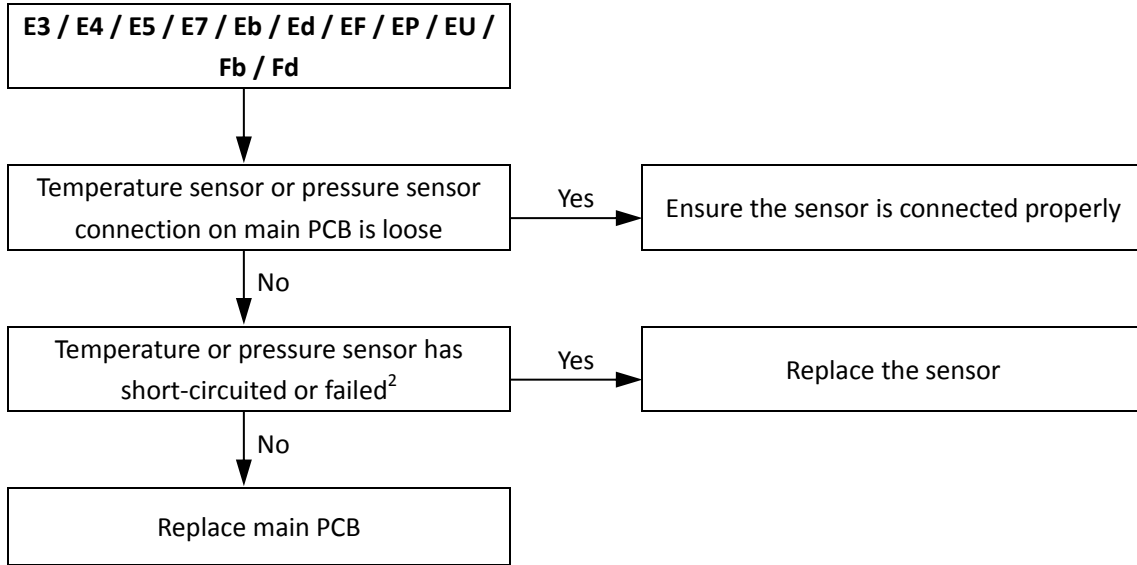 E3 / E4 / E5 / E7 / Eb / Ed / EF / EP / EU /
Fb / Fd
Temperature sensor or pressure sensor
connection on main PCB is loose
Yes
Ensure the sensor is connected properly
No
Temperature or pressure sensor has
short-circuited or failed²
Yes
Replace the sensor
No
Replace main PCB